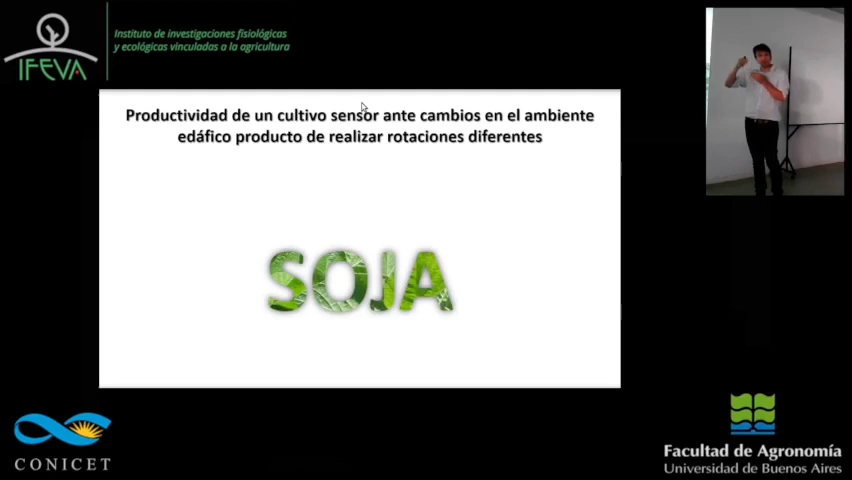 Instituto de investigaciones fisiológicas
y ecológicas vinculadas a la agricultura
IFEVA
Productividad de un cultivo sensor ante cambios en el ambiente
edáfico producto de realizar rotaciones diferentes
SOJA
CONICET
Facultad de Agronomía
Universidad de Buenos Aires